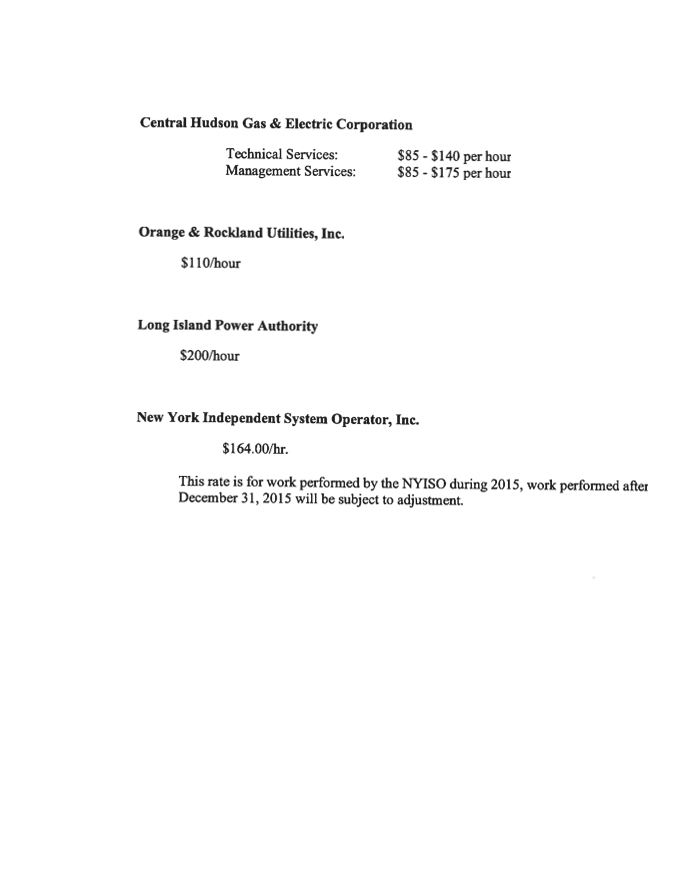 Central Hudson Gas & Electric Corporation
Technical Services: $85 - $140 per hour
Management Services: $85 - $175 per hour
Orange & Rockland Utilities, Inc.
$110/hour
Long Island Power Authority
$200/hour
New York Independent System Operator, Inc.
$164.00/hr.
This rate is for work performed by the NYISO during 2015, work performed after
December 31, 2015 will be subject to adjustment.